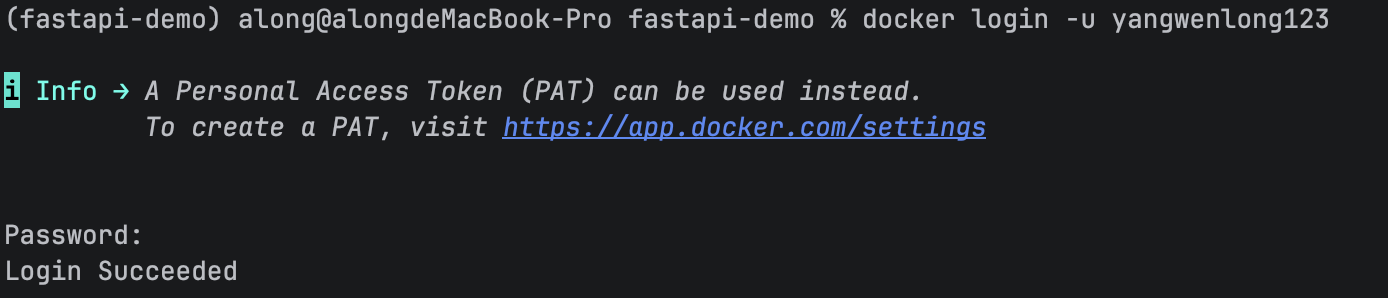 (fastapi-demo) along@alongdeMacBook-Pro fastapi-demo % docker login -u yangwenlong123
i Info → A Personal Access Token (PAT) can be used instead.
To create a PAT, visit https://app.docker.com/settings
Password:
Login Succeeded